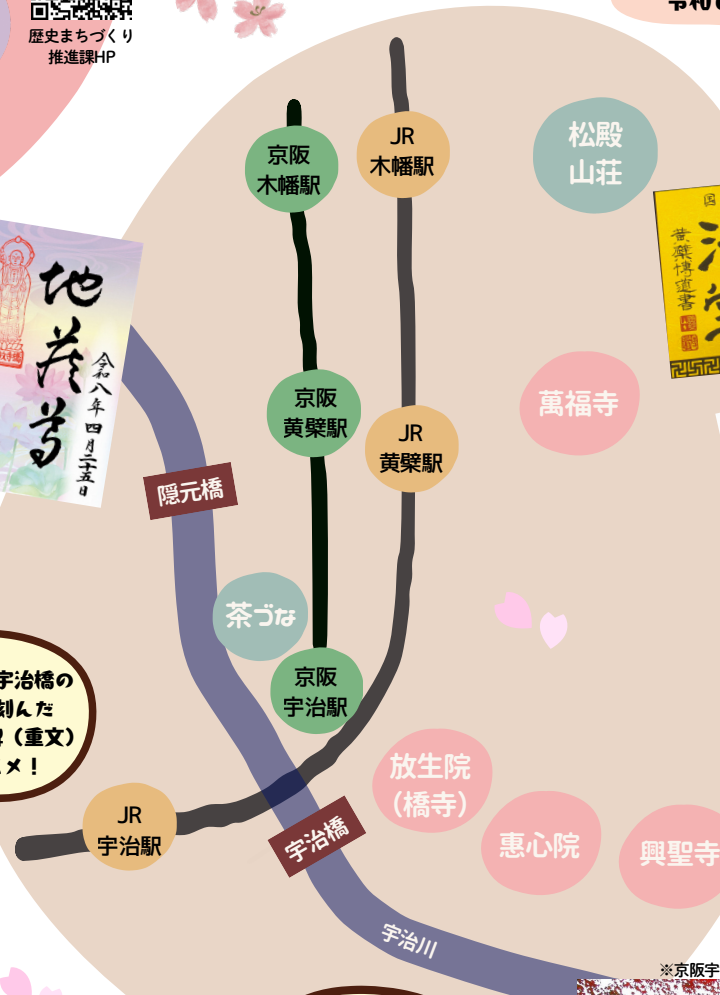 歴史まちづくり
推進課HP
京阪
木幡駅
JR
木幡駅
松殿
山荘
黄檗博道書
地蔵尊
令和八年四月二十五日
京阪
黄檗駅
JR
黄檗駅
萬福寺
隠元橋
茶づな
京阪
宇治駅
宇治橋の
刻んだ
（重文）
メ！
放生院
（橋寺）
JR
宇治駅
宇治橋
恵心院
興聖寺
宇治川
※京阪宇